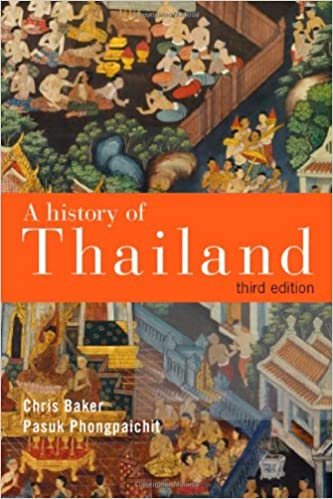 A history of
Thailand
third edition
Chris Baker
Pasuk Phongpaichit